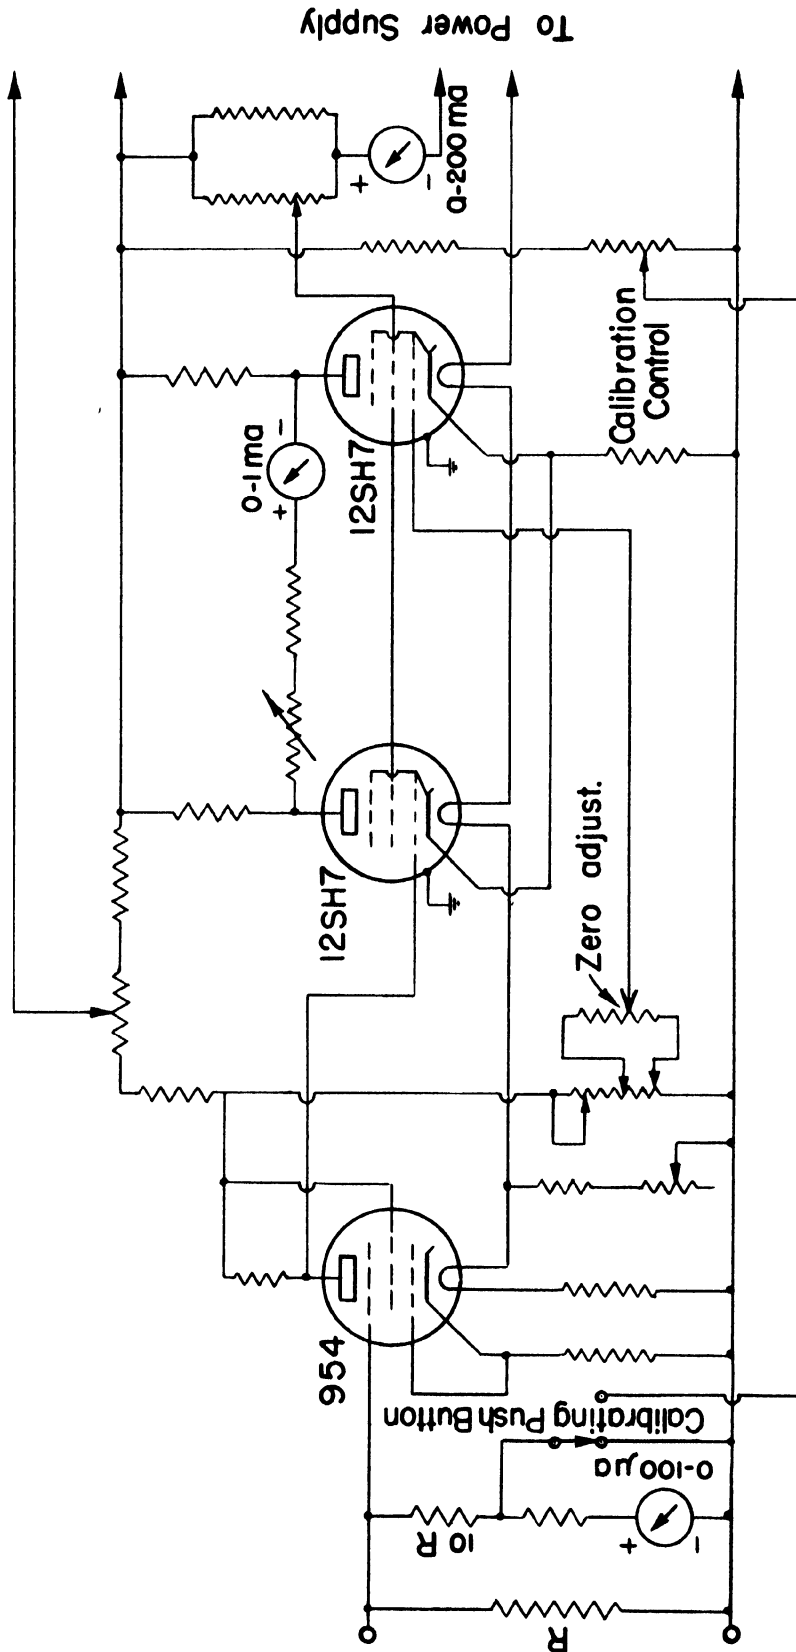 To Power Supply
+
-
a-200 ma
0-1 ma
+
-
12SH7
Calibration
Control
12SH7
Zero adjust.
954
Calibrating Push Button
0-100 μa
+
-
10 R
R